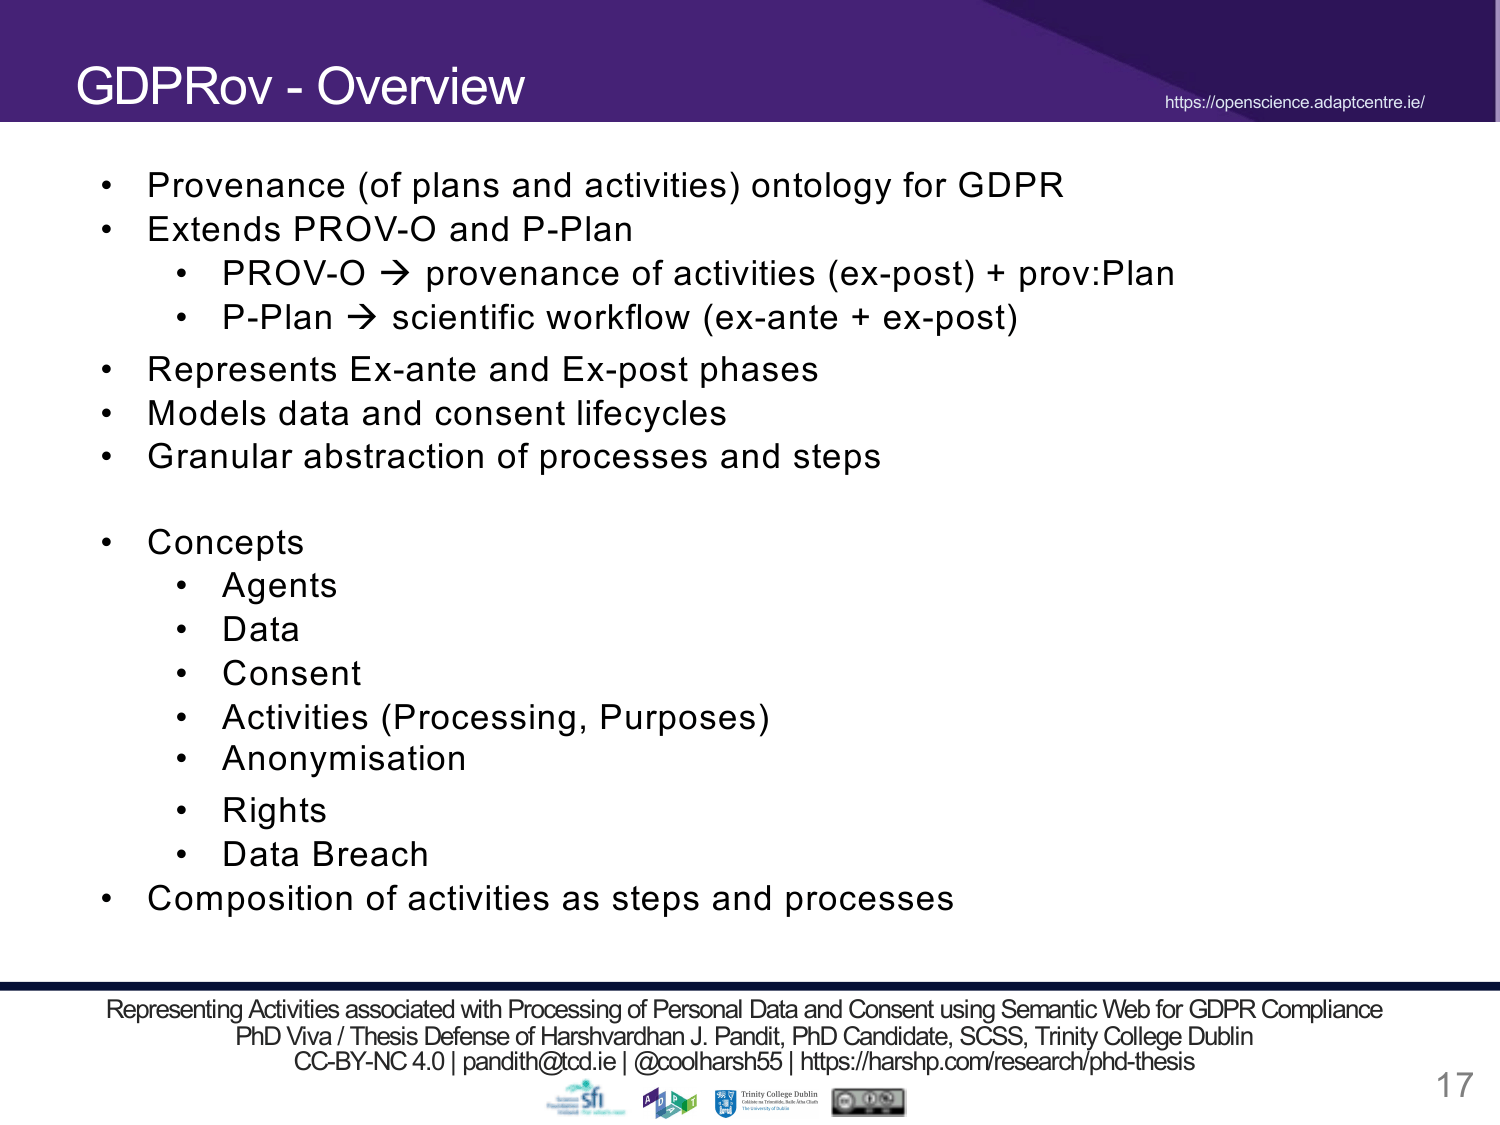 GDPRov - Overview
https://openscience.adaptcentre.ie/
• Provenance (of plans and activities) ontology for GDPR
• Extends PROV-O and P-Plan
• PROV-O → provenance of activities (ex-post) + prov:Plan
• P-Plan → scientific workflow (ex-ante + ex-post)
• Represents Ex-ante and Ex-post phases
• Models data and consent lifecycles
• Granular abstraction of processes and steps
• Concepts
• Agents
• Data
• Consent
• Activities (Processing, Purposes)
• Anonymisation
• Rights
• Data Breach
• Composition of activities as steps and processes
Representing Activities associated with Processing of Personal Data and Consent using Semantic Web for GDPR Compliance
PhD Viva / Thesis Defense of Harshvardhan J. Pandit, PhD Candidate, SCSS, Trinity College Dublin
CC-BY-NC 4.0 | pandith@tcd.ie | @coolharsh55 | https://harshp.com/research/phd-thesis
sfi
ADAPT
Trinity College Dublin
The University of Dublin
17